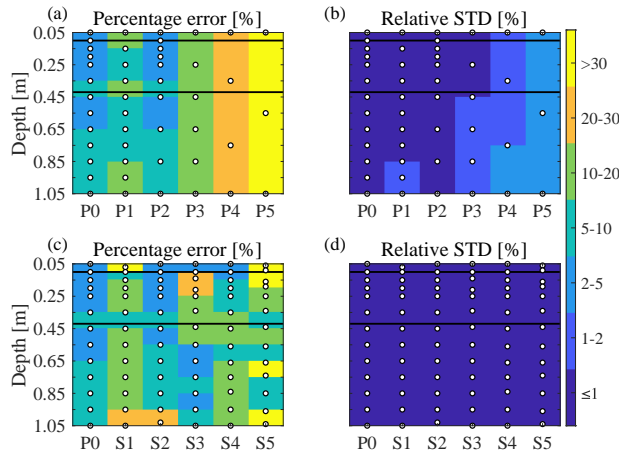 (a) Percentage error [%]
(b) Relative STD [%]
0.05
0.25
0.45
0.65
0.85
1.05
Depth [m]
P0 P1 P2 P3 P4 P5
P0 P1 P2 P3 P4 P5
(c) Percentage error [%]
(d) Relative STD [%]
0.05
0.25
0.45
0.65
0.85
1.05
Depth [m]
P0 S1 S2 S3 S4 S5
P0 S1 S2 S3 S4 S5
>30
20-30
10-20
5-10
2-5
1-2
≤1